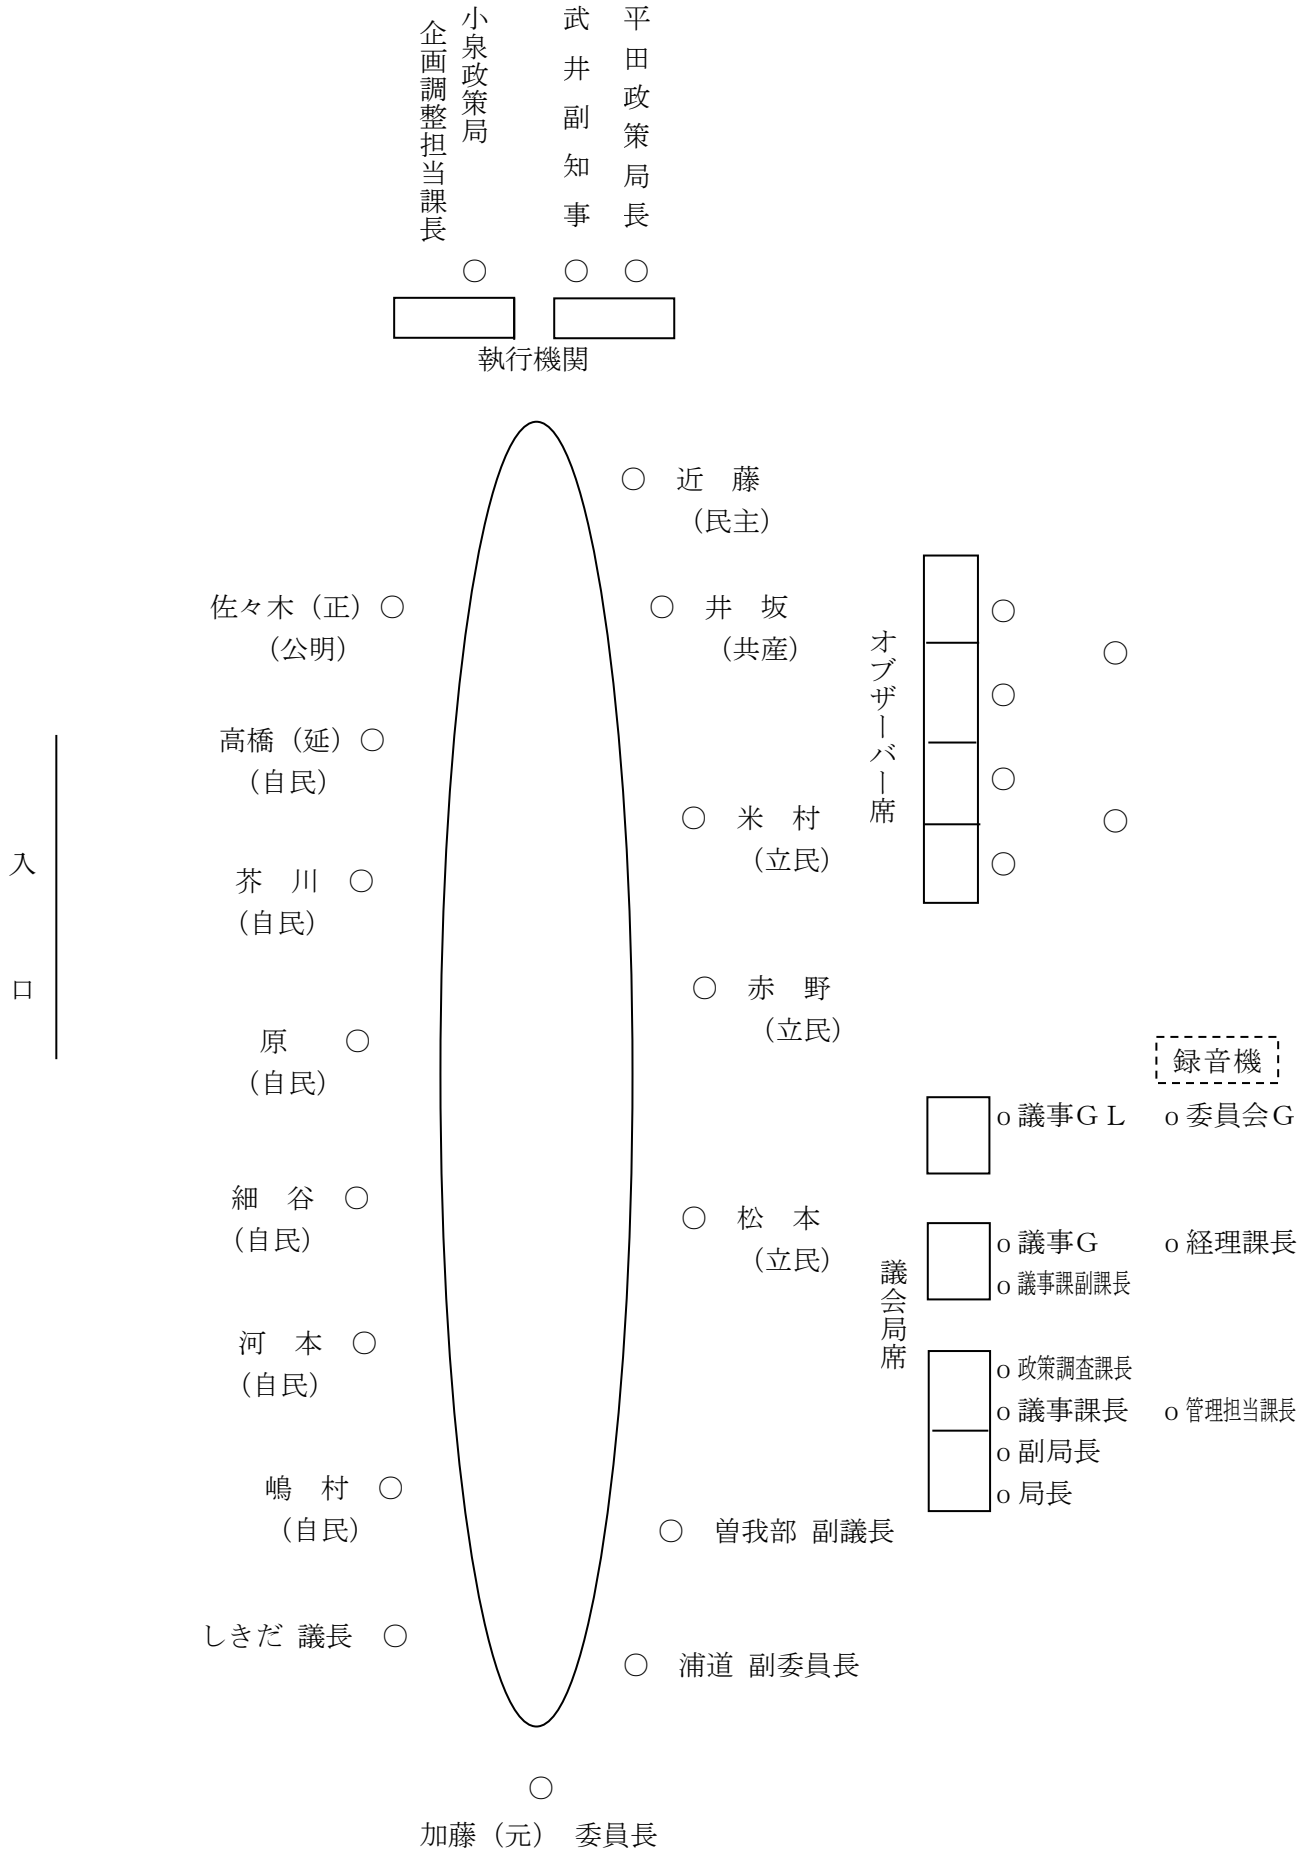 平田政策局長
武井副知事
小泉政策局
企画調整担当課長
○ ○ ○
執行機関
○ 近 藤
（民主）
佐々木（正）○
（公明）
○ 井 坂
（共産）
オブザーバー席
○
○
○
○
○
○
高橋（延）○
（自民）
○ 米 村
（立民）
入 口
芥 川 ○
（自民）
○ 赤 野
（立民）
原 ○
（自民）
録音機
o 議事ＧＬ o 委員会Ｇ
細 谷 ○
（自民）
○ 松 本
（立民）
議会局席
o 議事Ｇ o 経理課長
o 議事課副課長
河 本 ○
（自民）
o 政策調査課長
o 議事課長 o 管理担当課長
o 副局長
o 局長
嶋 村 ○
（自民）
○ 曽我部 副議長
しきだ 議長 ○
○ 浦道 副委員長
○
加藤（元） 委員長